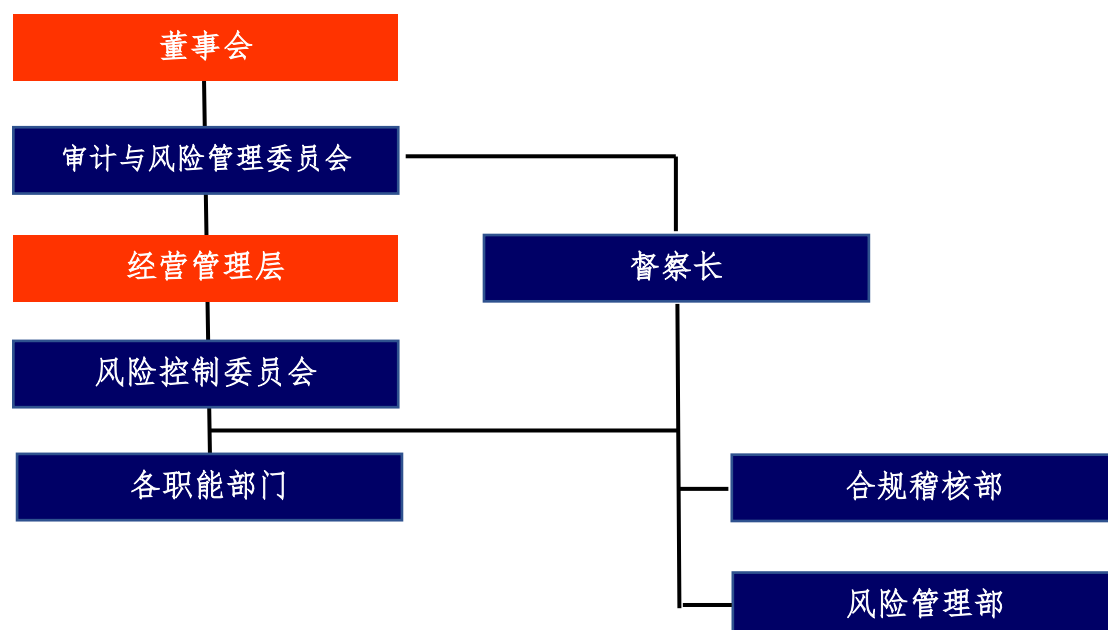 董事会
审计与风险管理委员会
经营管理层
督察长
风险控制委员会
各职能部门
合规稽核部
风险管理部